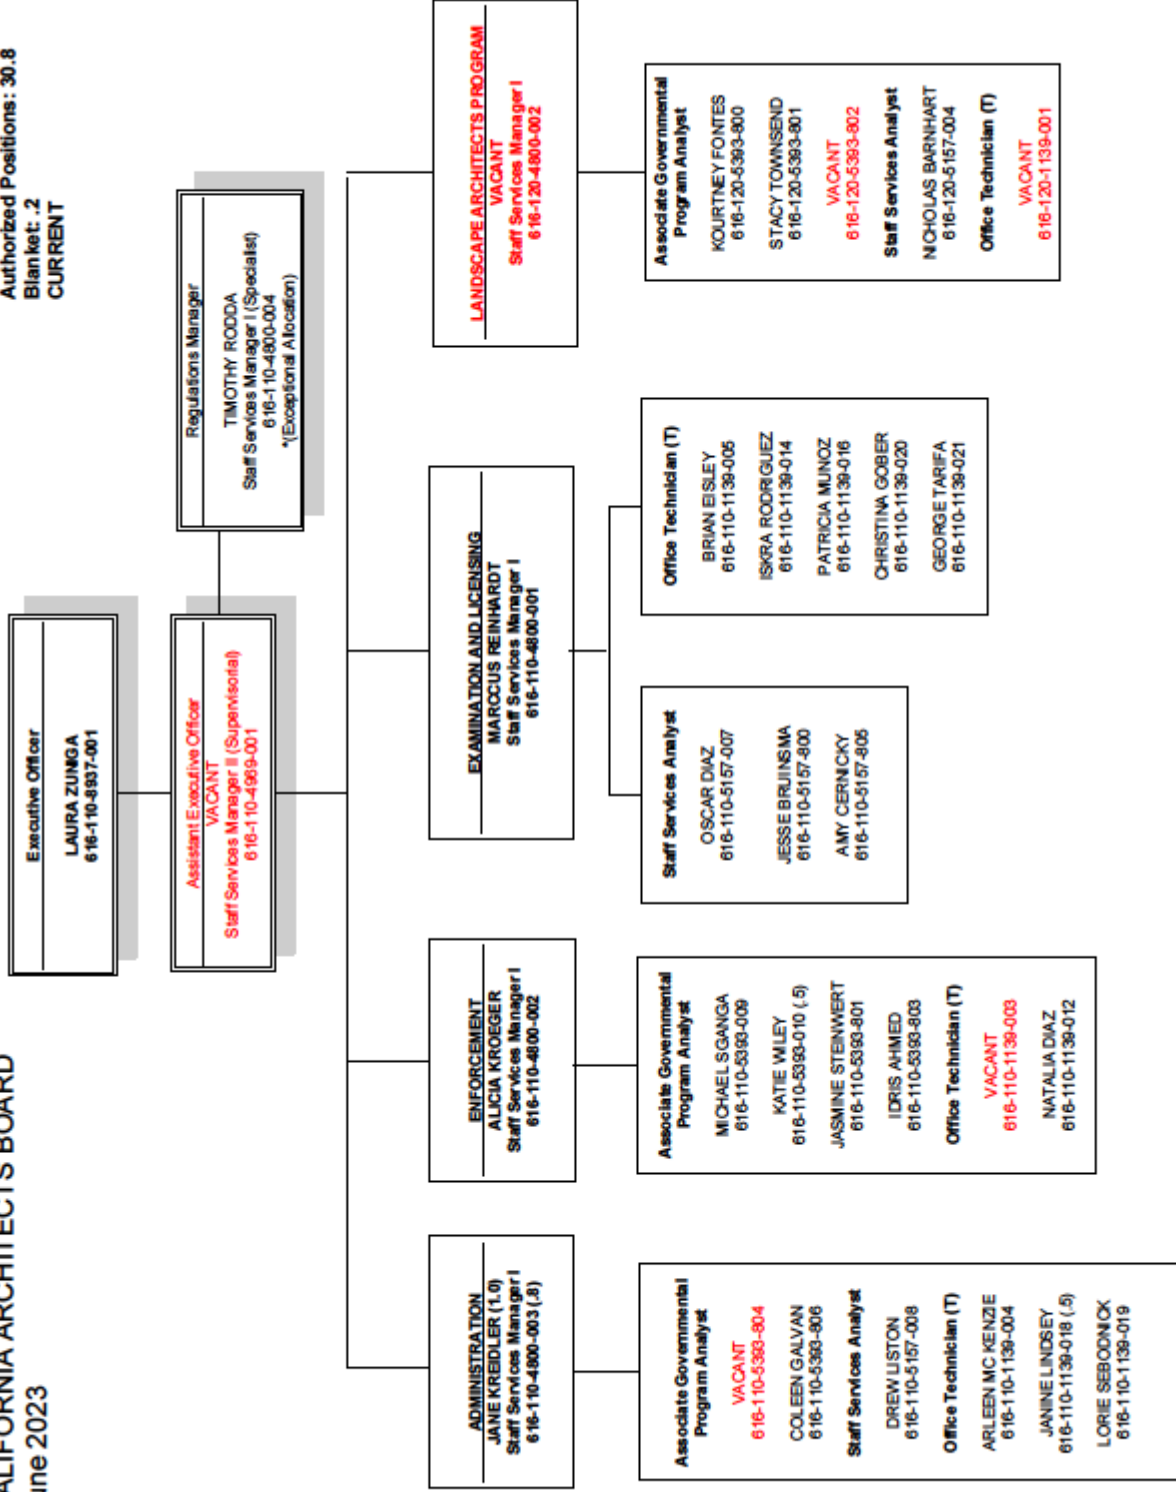 ALIFORNIA ARCHITECTS BOARD
une 2023
Authorized Positions: 30.8
Blanket: .2
CURRENT
Executive Officer
LAURA ZUNIGA
616-110-8937-001
Assistant Executive Officer
VACANT
Staff Services Manager II (Supervisorial)
616-110-4969-001
Regulations Manager
TIMOTHY RODDA
Staff Services Manager I (Specialist)
616-110-4800-004
*(Exceptional Allocation)
ADMINISTRATION
JANE KREIDLER (1.0)
Staff Services Manager I
616-110-4800-003 (.8)
Associate Governmental
Program Analyst
VACANT
616-110-5393-804
COLEEN GALVAN
616-110-5393-806
Staff Services Analyst
DREW LISTON
616-110-5157-008
Office Technician (T)
ARLEEN MC KENZIE
616-110-1139-004
JANINE LINDSEY
616-110-1139-018 (.5)
LORIE SEBODNICK
616-110-1139-019
ENFORCEMENT
ALICIA KROEGER
Staff Services Manager I
616-110-4800-002
Associate Governmental
Program Analyst
MICHAEL SGANGA
616-110-5393-009
KATIE WILEY
616-110-5393-010 (.5)
JASMINE STEINWERT
616-110-5393-801
IDRIS AHMED
616-110-5393-803
Office Technician (T)
VACANT
616-110-1139-003
NATALIA DIAZ
616-110-1139-012
EXAMINATION AND LICENSING
MARCCUS REINHARDT
Staff Services Manager I
616-110-4800-001
Staff Services Analyst
OSCAR DIAZ
616-110-5157-007
JESSE BRUINSMA
616-110-5157-800
AMY CERNICKY
616-110-5157-805
Office Technician (T)
BRIAN EISLEY
616-110-1139-005
ISKRA RODRIGUEZ
616-110-1139-014
PATRICIA MUNOZ
616-110-1139-016
CHRISTINA GOBER
616-110-1139-020
GEORGE TARIFA
616-110-1139-021
LANDSCAPE ARCHITECTS PROGRAM
VACANT
Staff Services Manager I
616-120-4800-002
Associate Governmental
Program Analyst
KOURTNEY FONTES
616-120-5393-800
STACY TOWNSEND
616-120-5393-801
VACANT
616-120-5393-802
Staff Services Analyst
NICHOLAS BARNHART
616-120-5157-004
Office Technician (T)
VACANT
616-120-1139-001